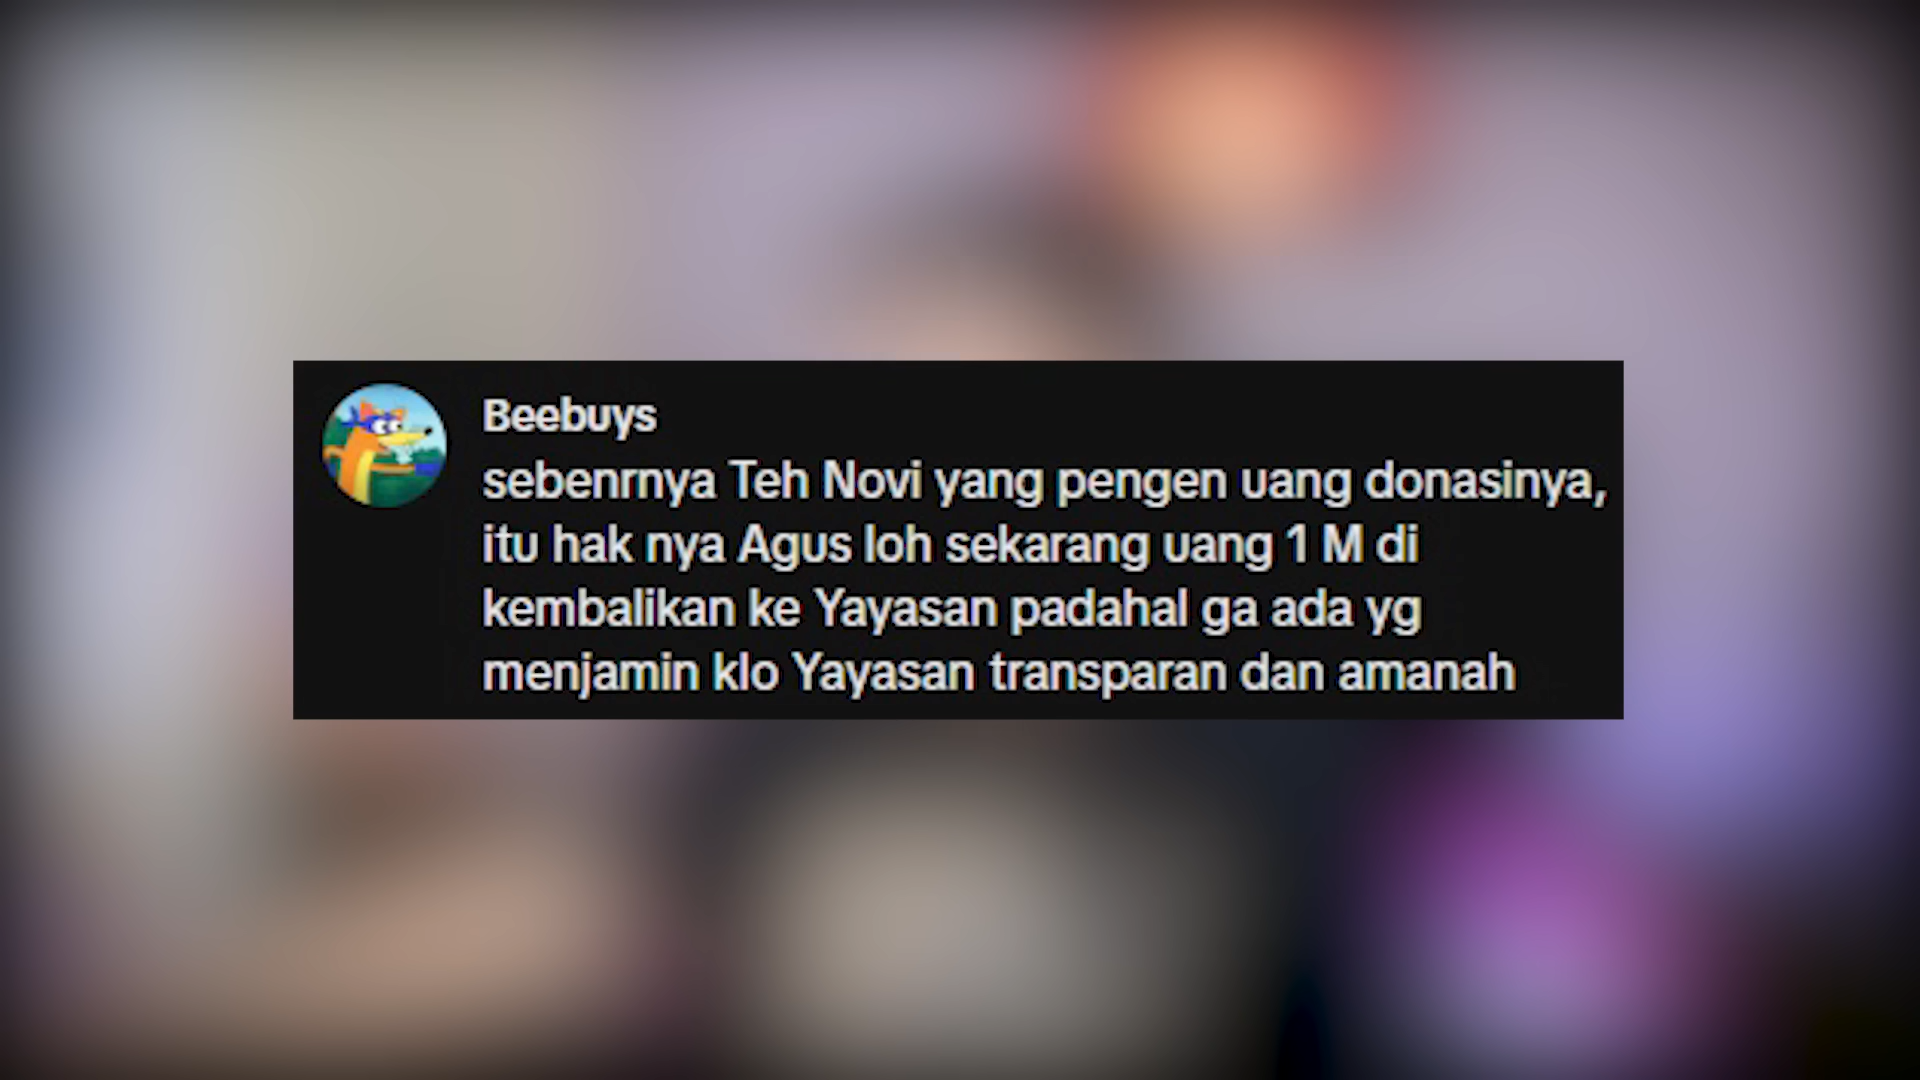 Beebuys
sebenrnya Teh Novi yang pengen uang donasinya,
itu hak nya Agus loh sekarang uang 1 M di
kembalikan ke Yayasan padahal ga ada yg
menjamin klo Yayasan transparan dan amanah